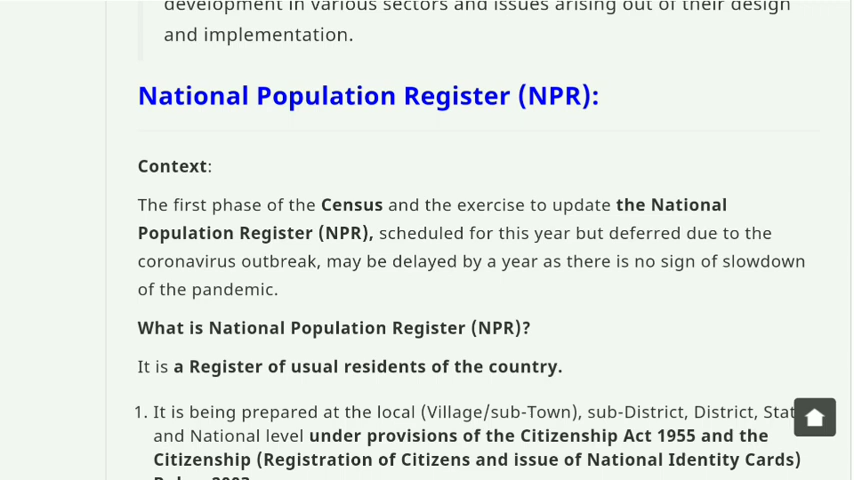 development in various sectors and issues arising out of their design
and implementation.
National Population Register (NPR):
Context:
The first phase of the Census and the exercise to update the National
Population Register (NPR), scheduled for this year but deferred due to the
coronavirus outbreak, may be delayed by a year as there is no sign of slowdown
of the pandemic.
What is National Population Register (NPR)?
It is a Register of usual residents of the country.
1. It is being prepared at the local (Village/sub-Town), sub-District, District, Stat
and National level under provisions of the Citizenship Act 1955 and the
Citizenship (Registration of Citizens and issue of National Identity Cards)